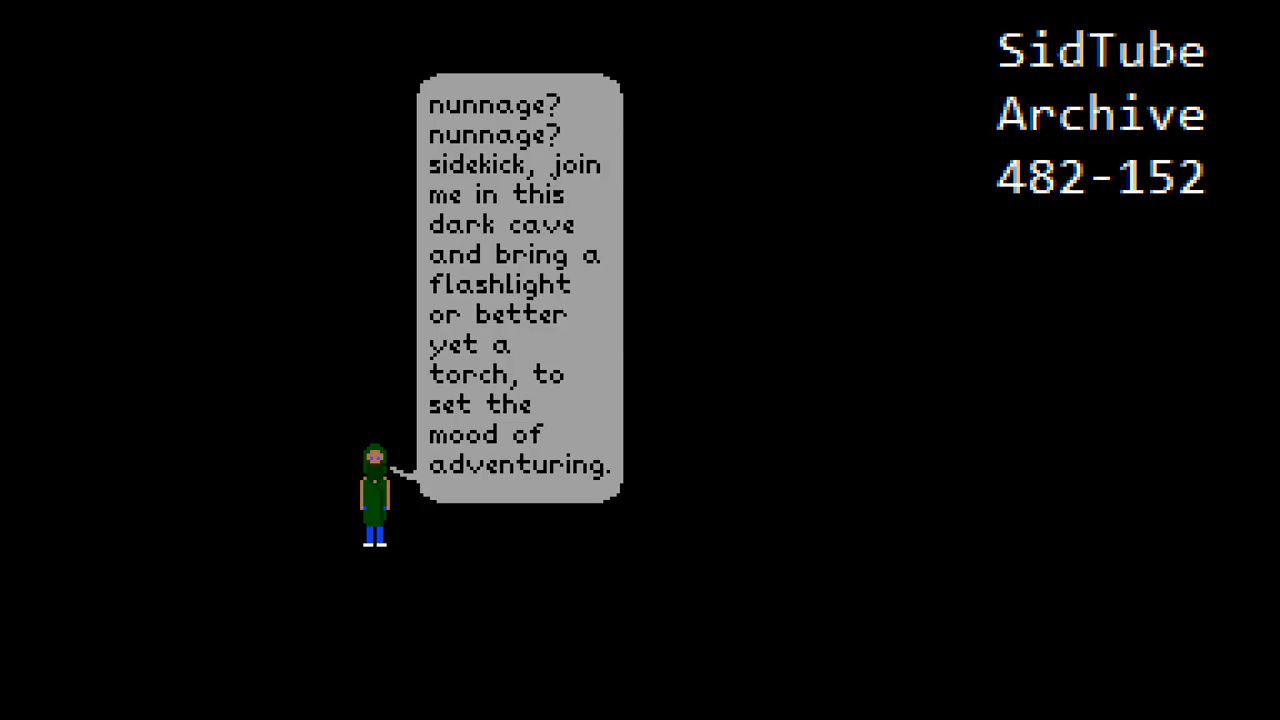 nunnage?
nunnage?
sidekick, join
me in this
dark cave
and bring a
flashlight
or better
yet a
torch, to
set the
mood of
adventuring.
SidTube
Archive
482-152